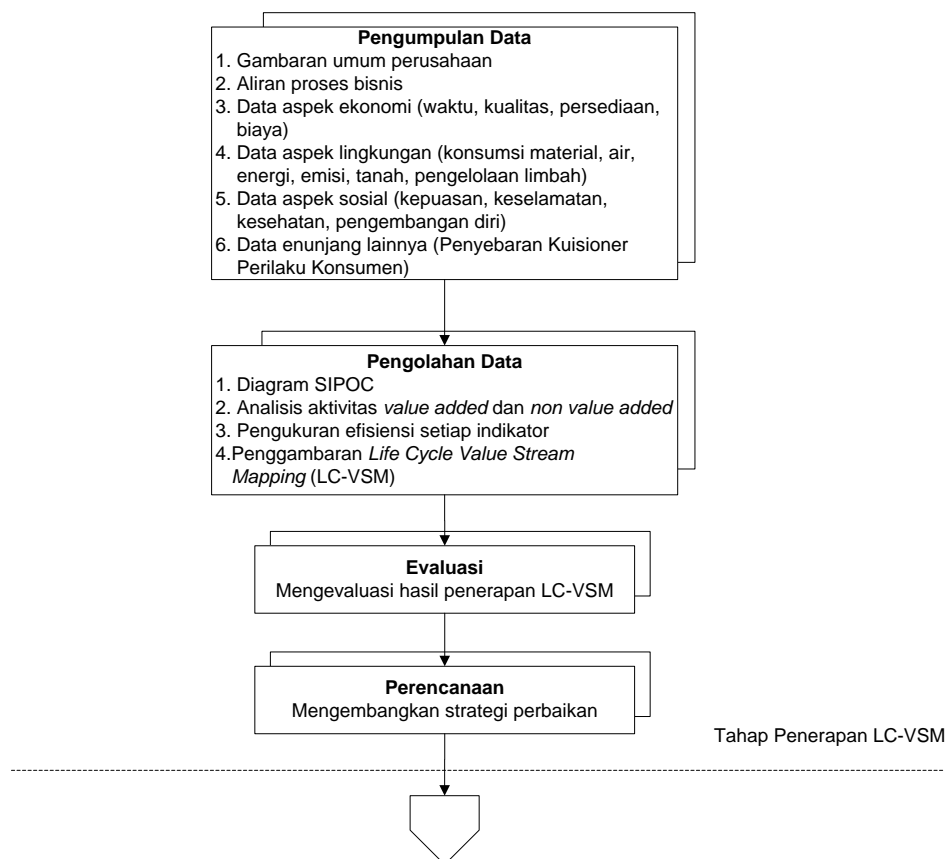 Pengumpulan Data
1. Gambaran umum perusahaan
2. Aliran proses bisnis
3. Data aspek ekonomi (waktu, kualitas, persediaan,
biaya)
4. Data aspek lingkungan (konsumsi material, air,
energi, emisi, tanah, pengelolaan limbah)
5. Data aspek sosial (kepuasan, keselamatan,
kesehatan, pengembangan diri)
6. Data enunjang lainnya (Penyebaran Kuisioner
Perilaku Konsumen)
Pengolahan Data
1. Diagram SIPOC
2. Analisis aktivitas value added dan non value added
3. Pengukuran efisiensi setiap indikator
4.Penggambaran Life Cycle Value Stream
Mapping (LC-VSM)
Evaluasi
Mengevaluasi hasil penerapan LC-VSM
Perencanaan
Mengembangkan strategi perbaikan
Tahap Penerapan LC-VSM